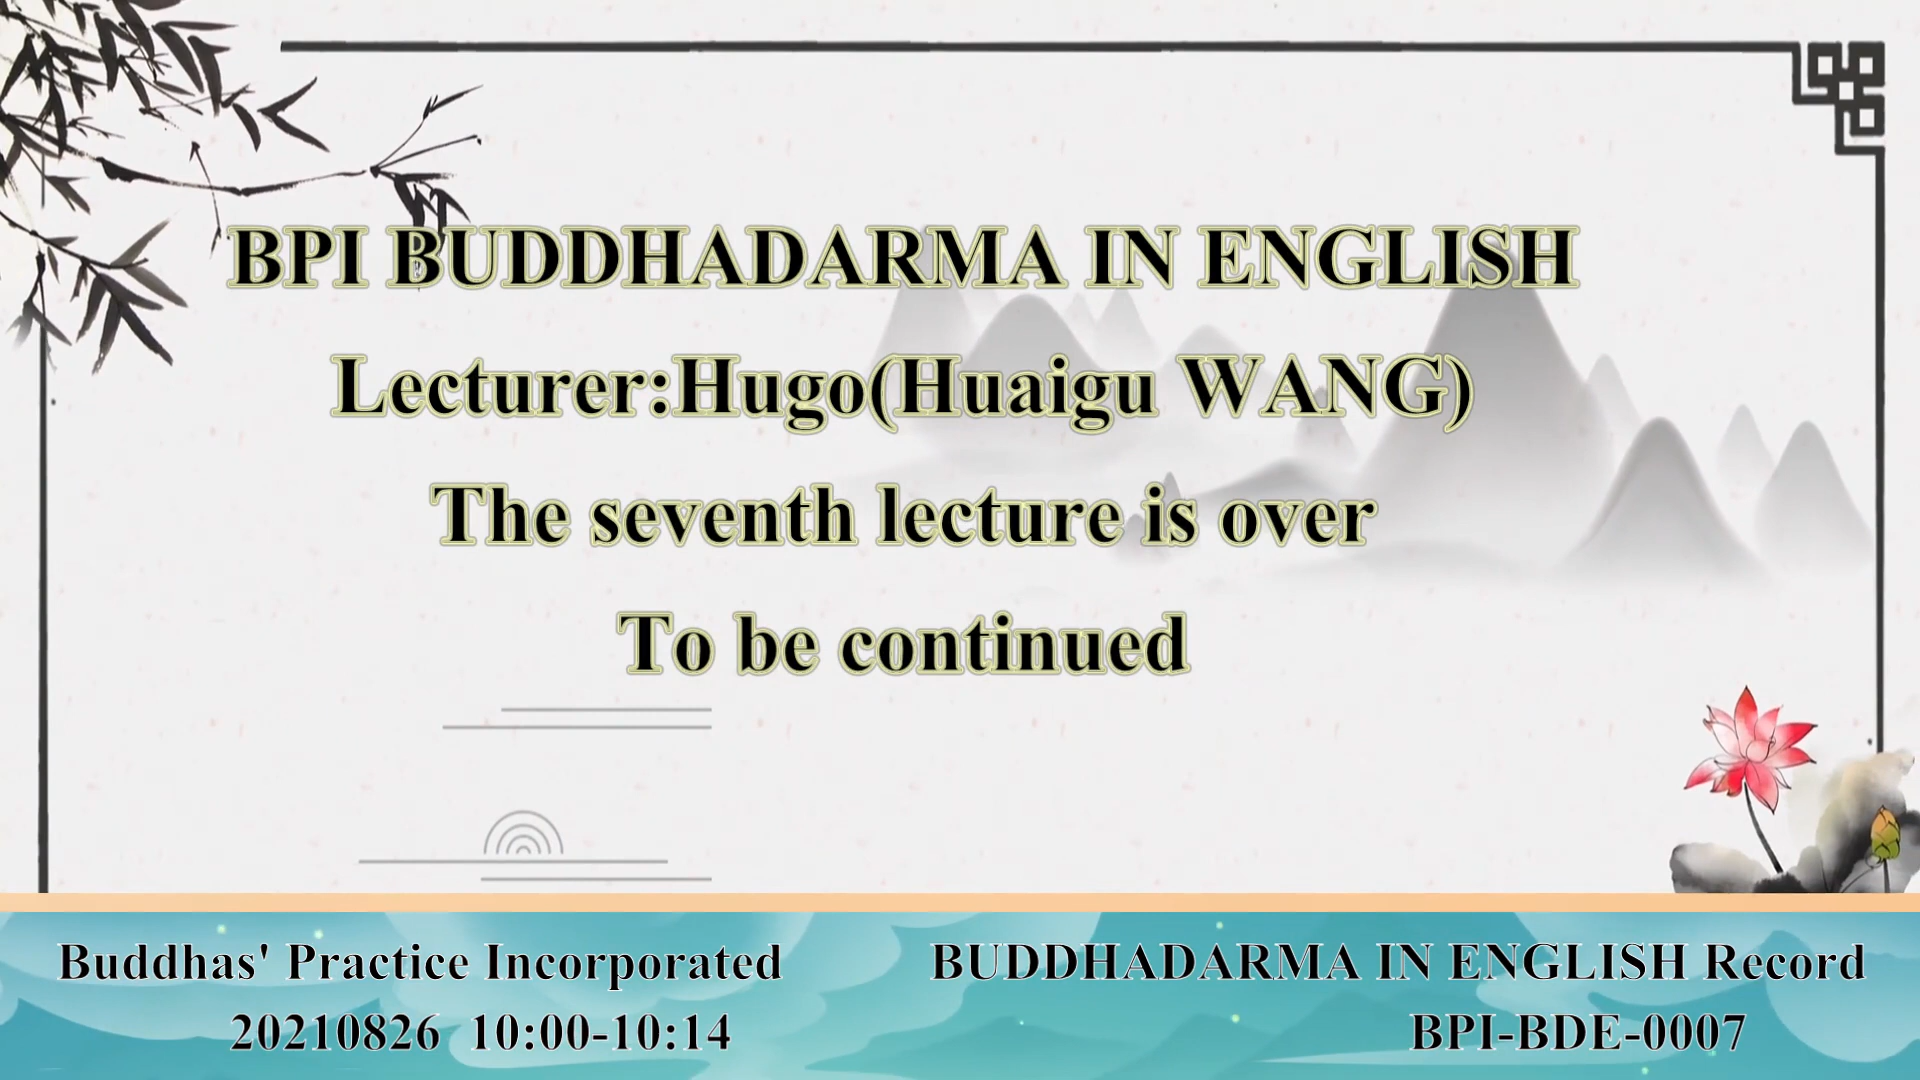 BPI BUDDHADARMA IN ENGLISH
Lecturer:Hugo(Huaigu WANG)
The seventh lecture is over
To be continued
Buddhas' Practice Incorporated
20210826 10:00-10:14
BUDDHADARMA IN ENGLISH Record
BPI-BDE-0007